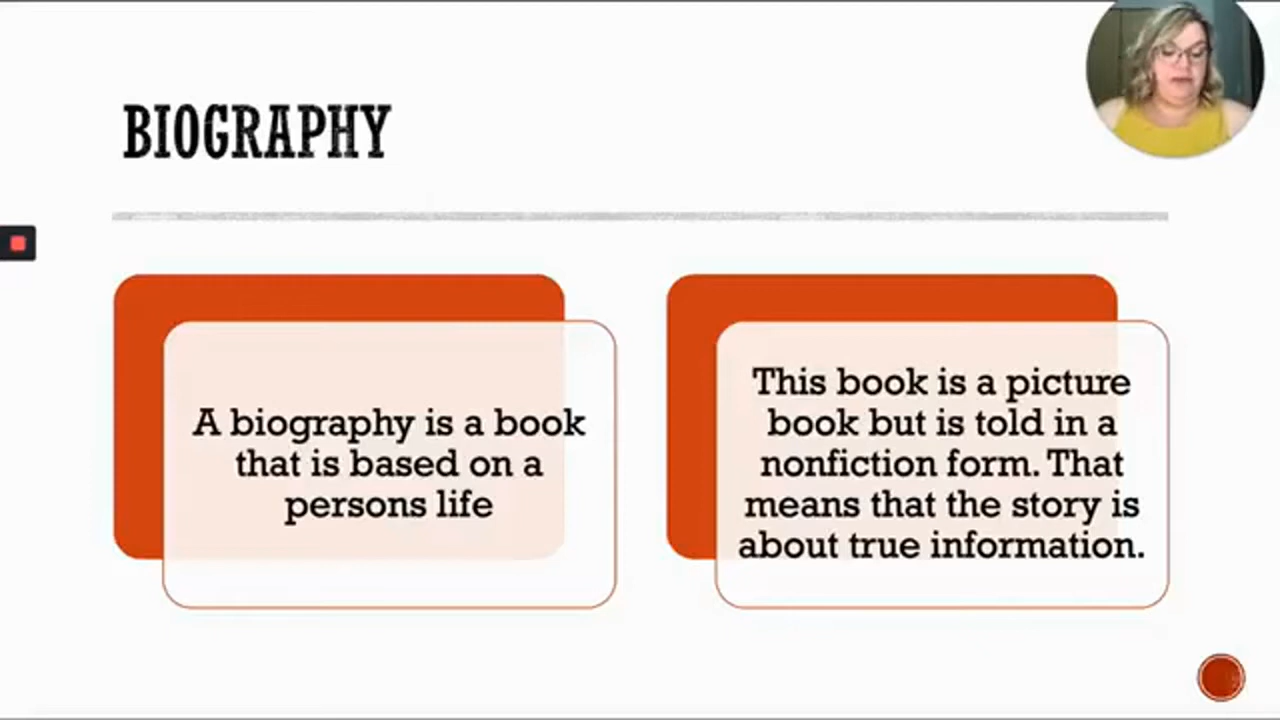 BIOGRAPHY
A biography is a book
that is based on a
persons life
This book is a picture
book but is told in a
nonfiction form. That
means that the story is
about true information.